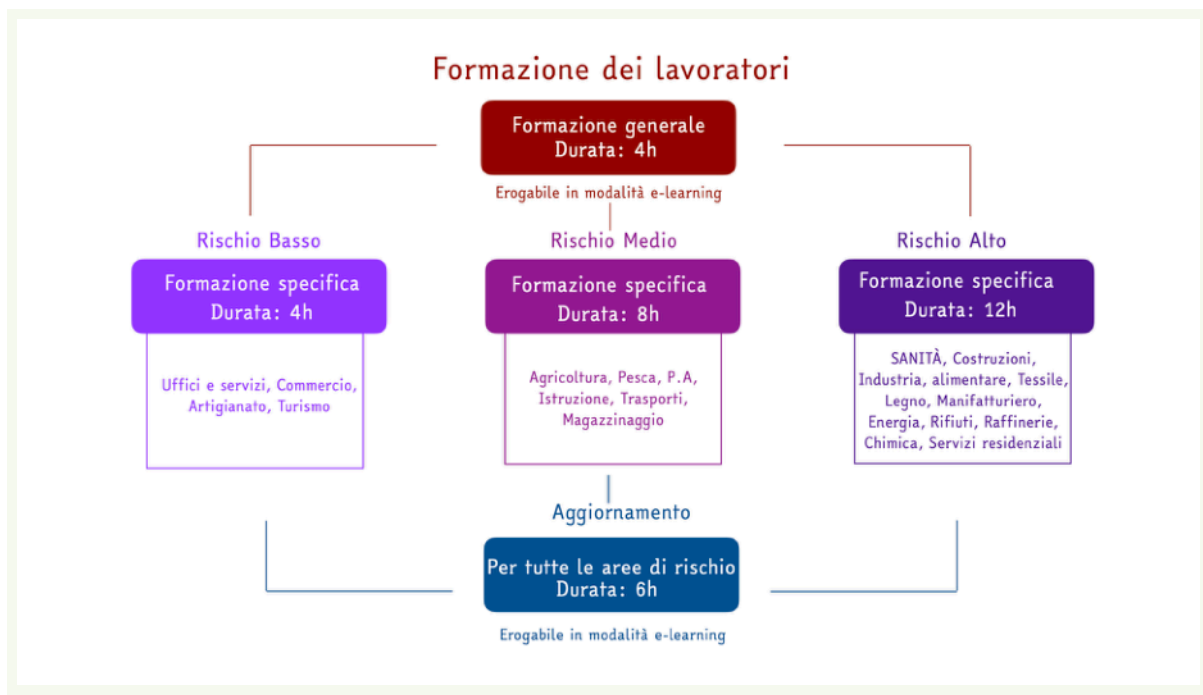 Formazione dei lavoratori
Formazione generale
Durata: 4h
Erogabile in modalità e-learning
Rischio Basso
Formazione specifica
Durata: 4h
Uffici e servizi, Commercio,
Artigianato, Turismo
Rischio Medio
Formazione specifica
Durata: 8h
Agricoltura, Pesca, P.A,
Istruzione, Trasporti,
Magazzinaggio
Rischio Alto
Formazione specifica
Durata: 12h
SANITÀ, Costruzioni,
Industria, alimentare, Tessile,
Legno, Manifatturiero,
Energia, Rifiuti, Raffinerie,
Chimica, Servizi residenziali
Aggiornamento
Per tutte le aree di rischio
Durata: 6h
Erogabile in modalità e-learning